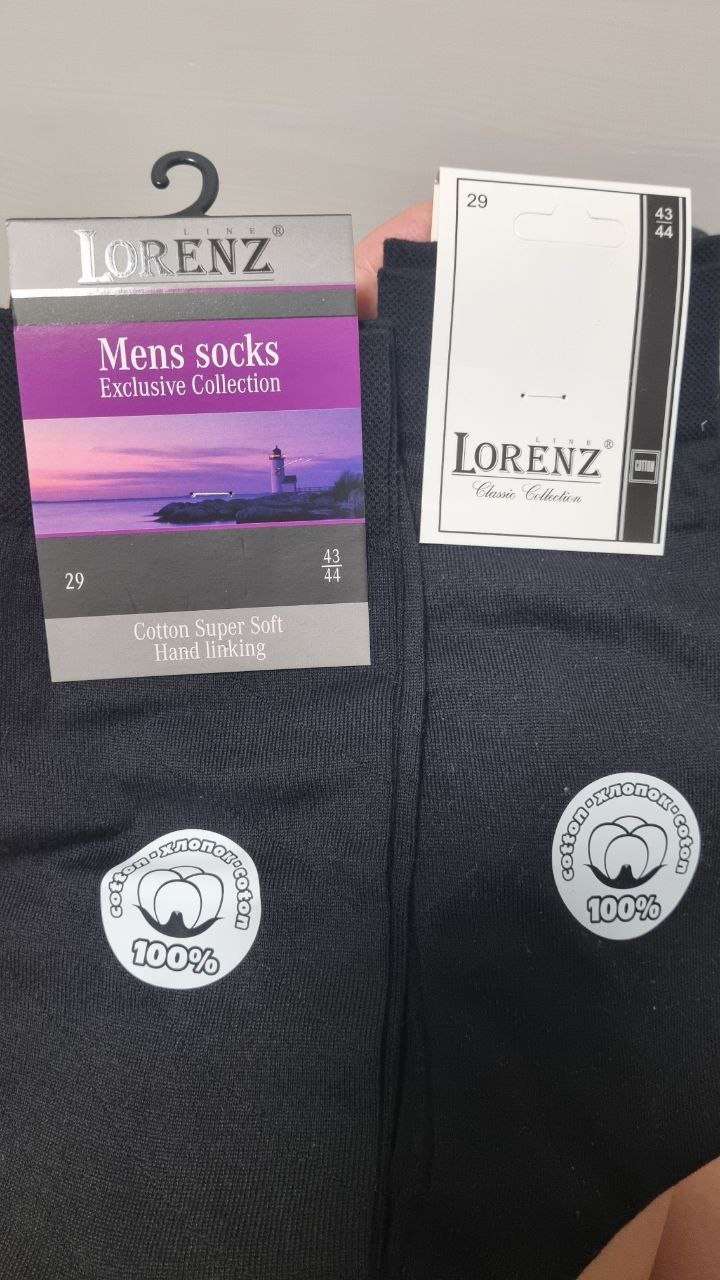 LINE
LORENZ®
Mens socks
Exclusive Collection
29
43
44
Cotton Super Soft
Hand linking
cotton · хлопок · coton
100%
29
43
44
LINE
LORENZ®
Classic Collection
COTTON
cotton · хлопок · coton
100%